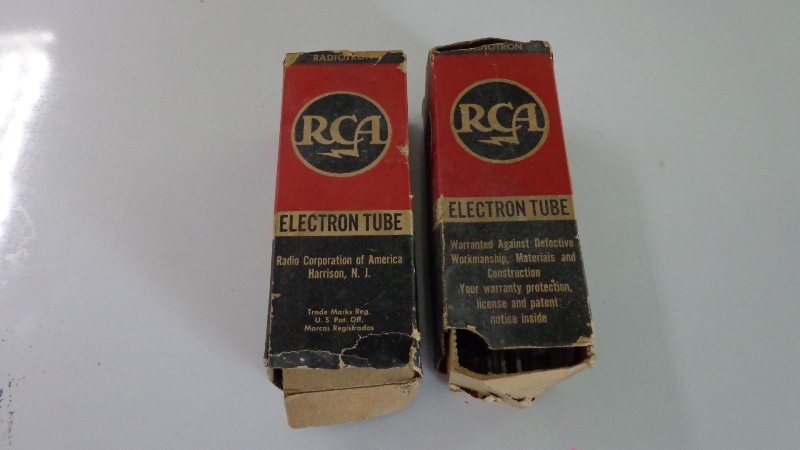 RADIOTRON
RCA
ELECTRON TUBE
Radio Corporation of America
Harrison, N. J.
Trade Marks Reg.
U. S. Pat. Off.
Marcas Registradas
RADIOTRON
RCA
ELECTRON TUBE
Warranted Against Defective
Workmanship, Materials and
Construction
Your warranty protection,
license and patent
notice inside